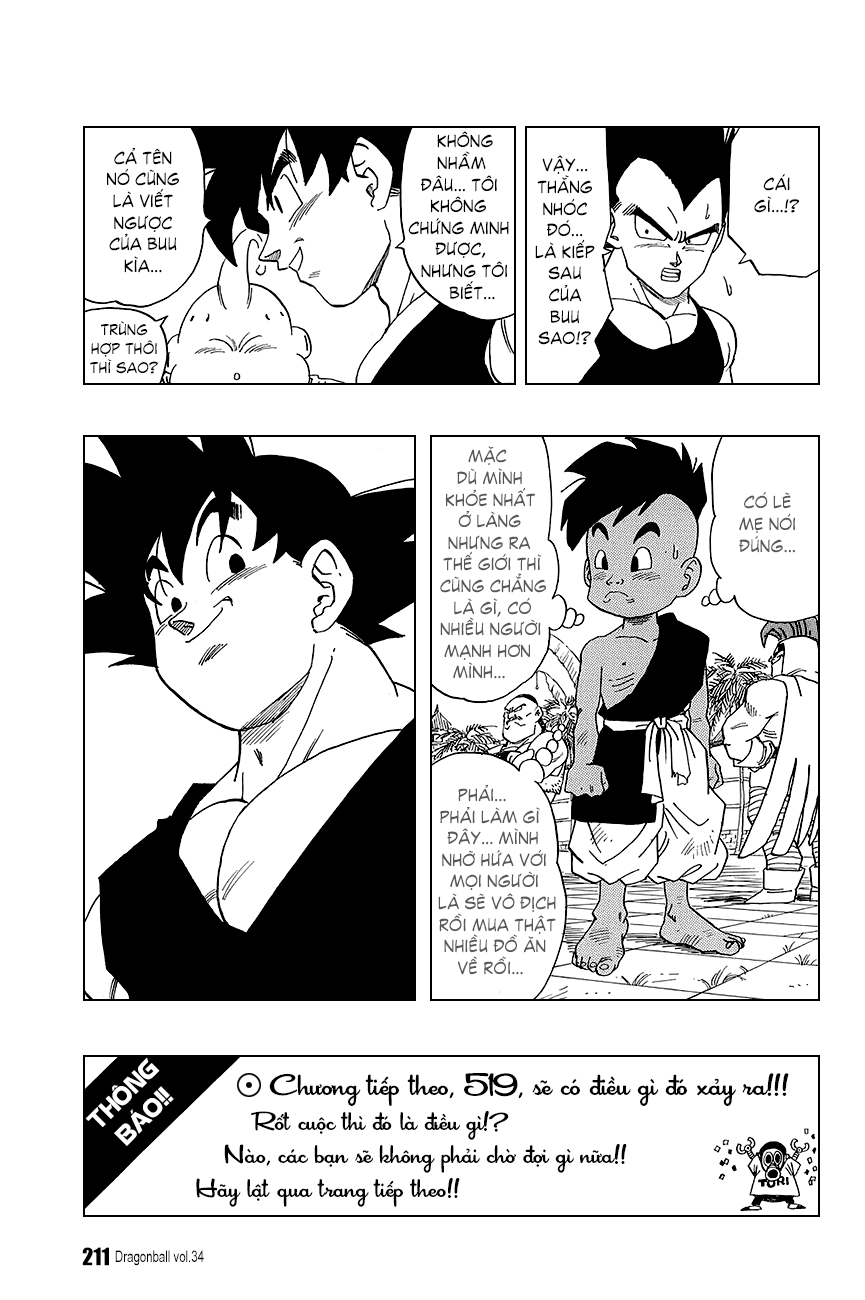 CÁI
GÌ...!?
VẬY...
THẰNG
NHÓC
ĐÓ...
LÀ KIẾP
SAU
CỦA
BUU
SAO!?
KHÔNG
NHẦM
ĐÂU... TÔI
KHÔNG
CHỨNG MINH
ĐƯỢC,
NHƯNG TÔI
BIẾT...
CẢ TÊN
NÓ CŨNG
LÀ VIẾT
NGƯỢC
CỦA BUU
KÌA...
TRÙNG
HỢP THÔI
THÌ SAO?
CÓ LẼ
MẸ NÓI
ĐÚNG...
MẶC
DÙ MÌNH
KHỎE NHẤT
Ở LÀNG
NHƯNG RA
THẾ GIỚI THÌ
CŨNG CHẲNG
LÀ GÌ, CÓ
NHIỀU NGƯỜI
MẠNH HƠN
MÌNH...
PHẢI...
PHẢI LÀM GÌ
ĐÂY... MÌNH
NHỠ HỨA VỚI
MỌI NGƯỜI
LÀ SẼ VÔ ĐỊCH
RỒI MUA THẬT
NHIỀU ĐỒ ĂN
VỀ RỒI...
THÔNG
BÁO!!
Chương tiếp theo, 519, sẽ có điều gì đó xảy ra!!!
Rốt cuộc thì đó là điều gì!?
Nào, các bạn sẽ không phải chờ đợi gì nữa!!
Hãy lật qua trang tiếp theo!!
TORI
211 Dragonball vol.34